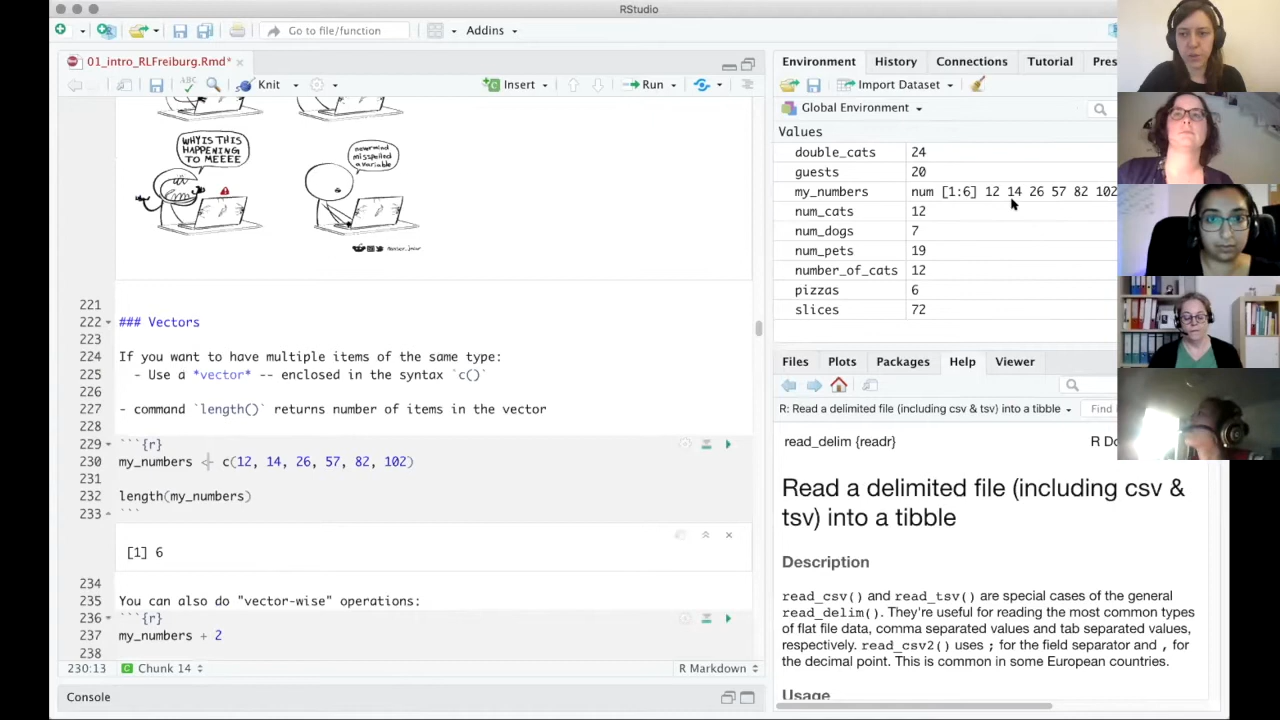 RStudio
Go to file/function
Addins
01_intro_RLFreiburg.Rmd*
ABC
Knit
Insert
Run
WHY IS THIS
HAPPENING
TO MEEEE
nevermind
misspelled
a variable
221
222 ### Vectors
223
224 If you want to have multiple items of the same type:
225 - Use a *vector* -- enclosed in the syntax `c()`
226
227 - command `length()` returns number of items in the vector
228
229 ```{r}
230 my_numbers <- c(12, 14, 26, 57, 82, 102)
231
232 length(my_numbers)
233 ```
[1] 6
234
235 You can also do "vector-wise" operations:
236 ```{r}
237 my_numbers + 2
238
230:13 Chunk 14 R Markdown
Console
Environment History Connections Tutorial Pres
Import Dataset
Global Environment
Values
double_cats 24
guests 20
my_numbers num [1:6] 12 14 26 57 82 102
num_cats 12
num_dogs 7
num_pets 19
number_of_cats 12
pizzas 6
slices 72
Files Plots Packages Help Viewer
R: Read a delimited file (including csv & tsv) into a tibble Find
read_delim {readr} R Do
Read a delimited file (including csv &
tsv) into a tibble
Description
read_csv() and read_tsv() are special cases of the general
read_delim(). They're useful for reading the most common types
of flat file data, comma separated values and tab separated values,
respectively. read_csv2() uses ; for the field separator and , for
the decimal point. This is common in some European countries.
Usage